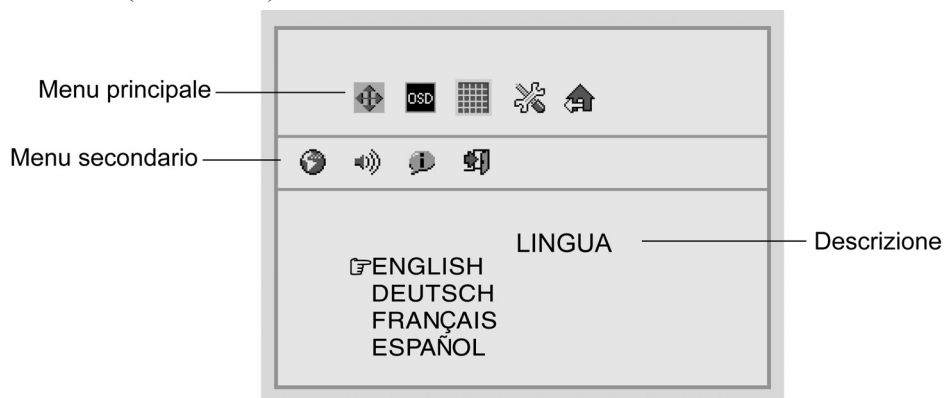 Menu principale
OSD
Menu secondario
LINGUA
Descrizione
☞ENGLISH
DEUTSCH
FRANÇAIS
ESPAÑOL